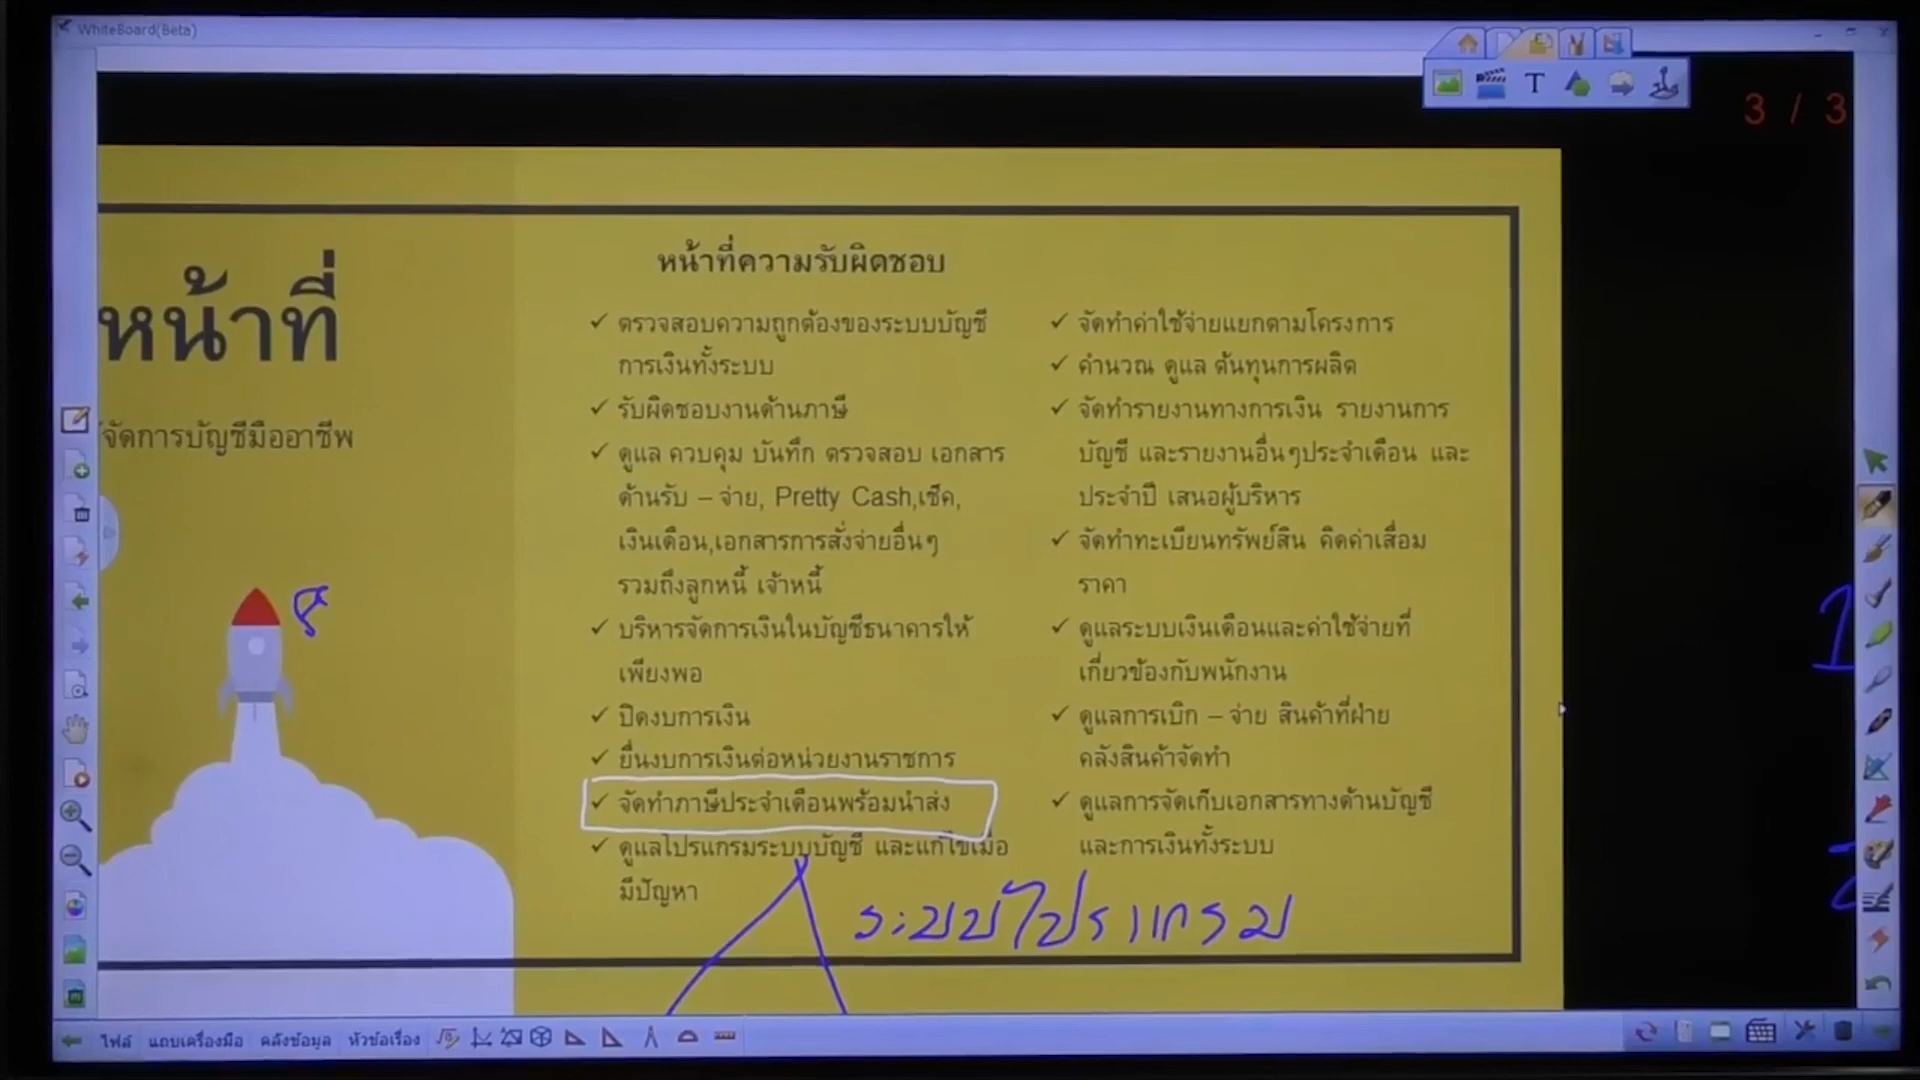 WhiteBoard(Beta)
3 / 3
หน้าที่
จัดการบัญชีมืออาชีพ
หน้าที่ความรับผิดชอบ
✓ ตรวจสอบความถูกต้องของระบบบัญชี
การเงินทั้งระบบ
✓ รับผิดชอบงานด้านภาษี
✓ ดูแล ควบคุม บันทึก ตรวจสอบ เอกสาร
ด้านรับ – จ่าย, Pretty Cash,เช็ค,
เงินเดือน,เอกสารการสั่งจ่ายอื่นๆ
รวมถึงลูกหนี้ เจ้าหนี้
✓ บริหารจัดการเงินในบัญชีธนาคารให้
เพียงพอ
✓ ปิดงบการเงิน
✓ ยื่นงบการเงินต่อหน่วยงานราชการ
✓ จัดทำภาษีประจำเดือนพร้อมนำส่ง
✓ ดูแลโปรแกรมระบบบัญชี และแก้ไขเมื่อ
มีปัญหา
✓ จัดทำค่าใช้จ่ายแยกตามโครงการ
✓ คำนวณ ดูแล ต้นทุนการผลิต
✓ จัดทำรายงานทางการเงิน รายงานการ
บัญชี และรายงานอื่นๆประจำเดือน และ
ประจำปี เสนอผู้บริหาร
✓ จัดทำทะเบียนทรัพย์สิน คิดค่าเสื่อม
ราคา
✓ ดูแลระบบเงินเดือนและค่าใช้จ่ายที่
เกี่ยวข้องกับพนักงาน
✓ ดูแลการเบิก – จ่าย สินค้าที่ฝ่าย
คลังสินค้าจัดทำ
✓ ดูแลการจัดเก็บเอกสารทางด้านบัญชี
และการเงินทั้งระบบ
ระบบโปรแกรม
1
ไฟล์ แถบเครื่องมือ คลังข้อมูล หัวข้อเรื่อง